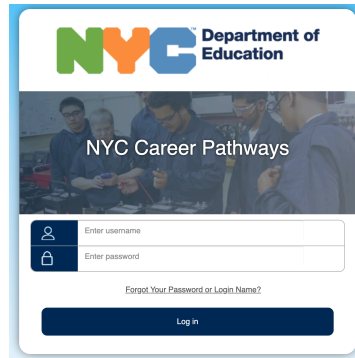 NYC Department of
Education
NYC Career Pathways
Enter username
Enter password
Forgot Your Password or Login Name?
Log in